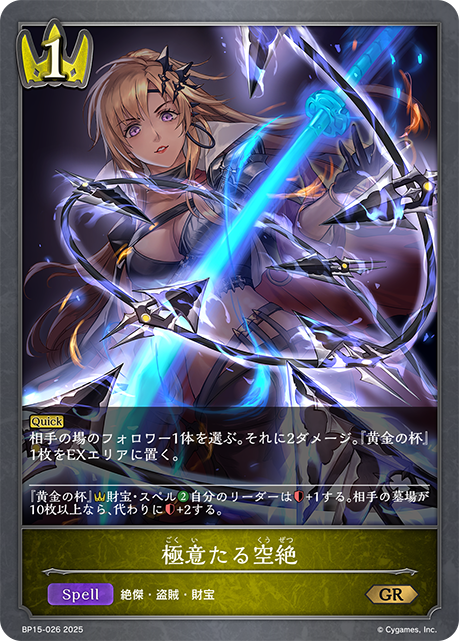 1
Quick
相手の場のフォロワー1体を選ぶ。それに2ダメージ。『黄金の杯』
1枚をEXエリアに置く。
『黄金の杯』財宝・スペル2自分のリーダーは+1する。相手の墓場が
10枚以上なら、代わりに+2する。
ごくい くうぜつ
極意たる空絶
Spell 絶傑・盗賊・財宝 GR
BP15-026 2025 © Cygames, Inc.